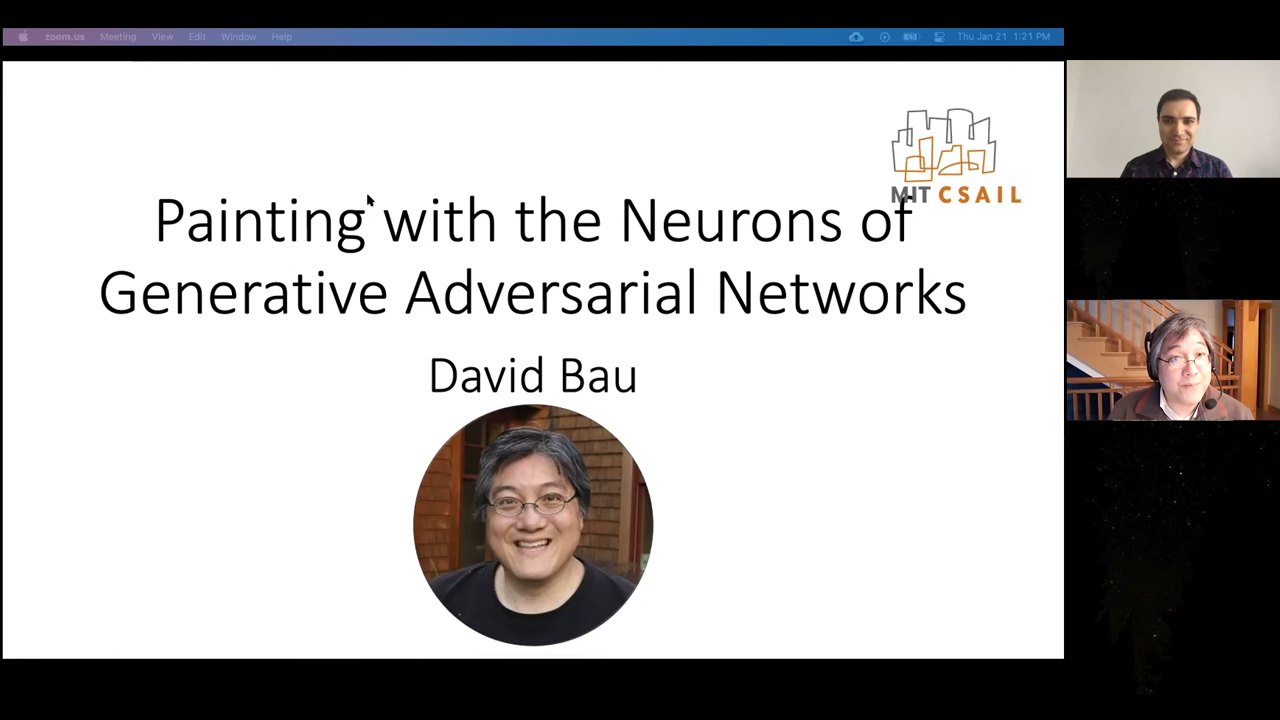 zoom.us Meeting View Edit Window Help Thu Jan 21 1:21 PM
MIT CSAIL
Painting with the Neurons of
Generative Adversarial Networks
David Bau